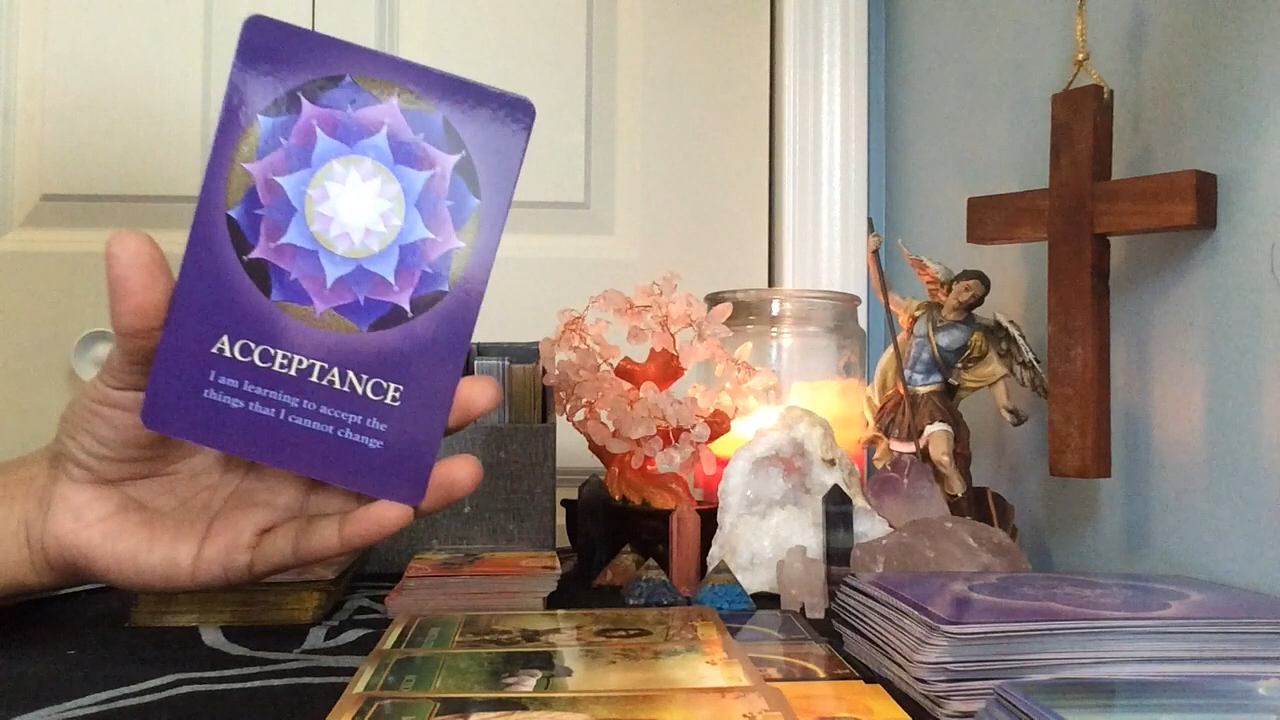 ACCEPTANCE
I am learning to accept the
things that I cannot change